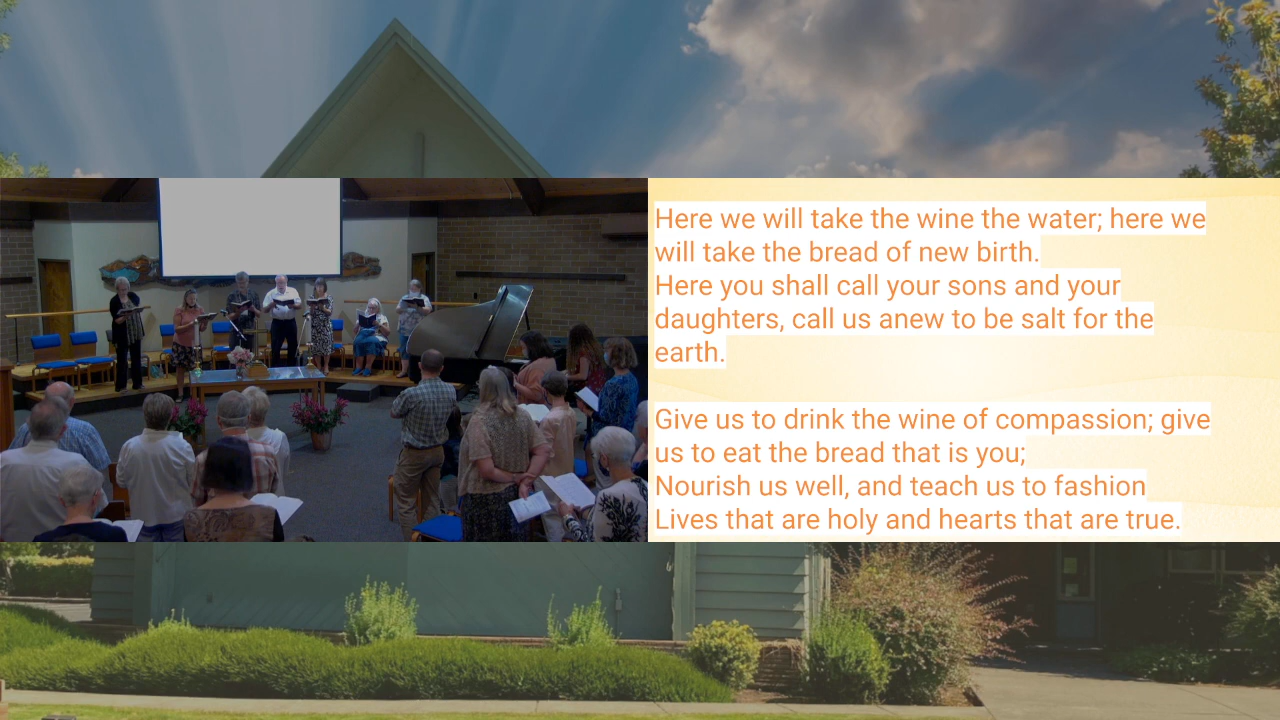 Here we will take the wine the water; here we
will take the bread of new birth.
Here you shall call your sons and your
daughters, call us anew to be salt for the
earth.
Give us to drink the wine of compassion; give
us to eat the bread that is you;
Nourish us well, and teach us to fashion
Lives that are holy and hearts that are true.